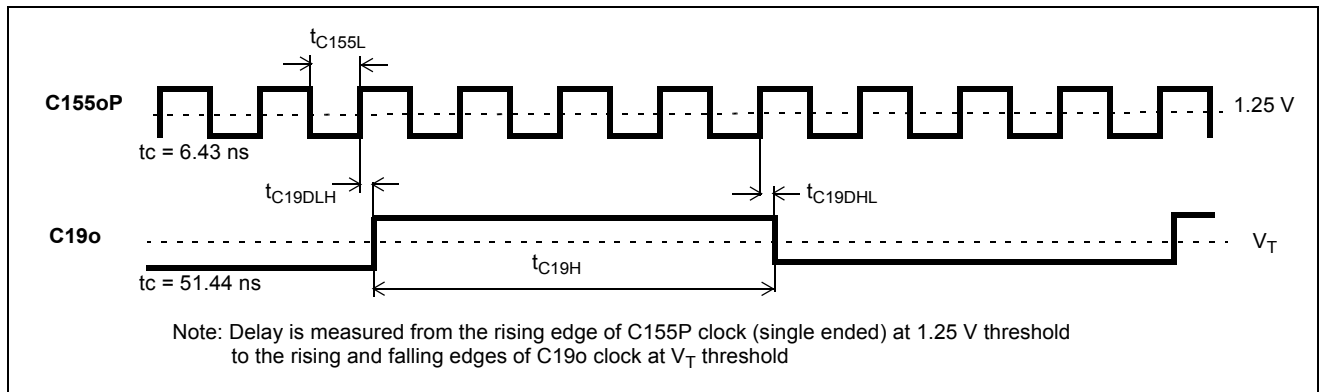 tC155L
C155oP
1.25 V
tc = 6.43 ns
tC19DLH
tC19DHL
C19o
VT
tC19H
tc = 51.44 ns
Note: Delay is measured from the rising edge of C155P clock (single ended) at 1.25 V threshold
to the rising and falling edges of C19o clock at VT threshold